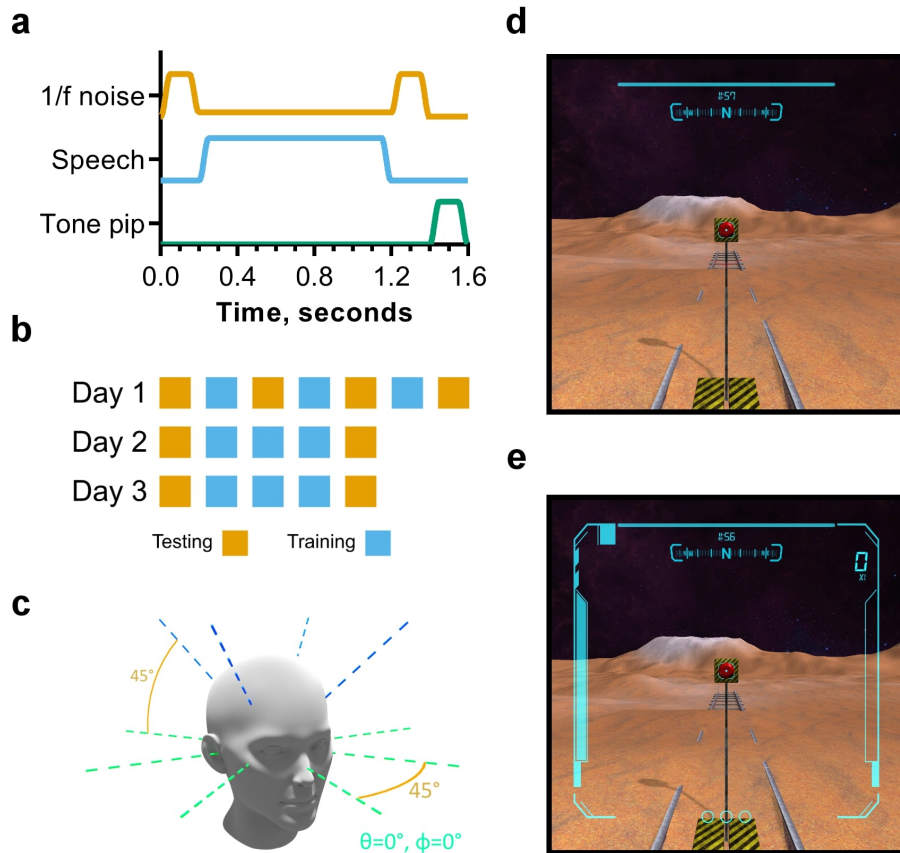 a
1/f noise
Speech
Tone pip
0.0 0.4 0.8 1.2 1.6
Time, seconds
b
Day 1
Day 2
Day 3
Testing Training
c
45°
45°
θ=0°, ϕ=0°
d
#57
N
e
#56
N
0
X1